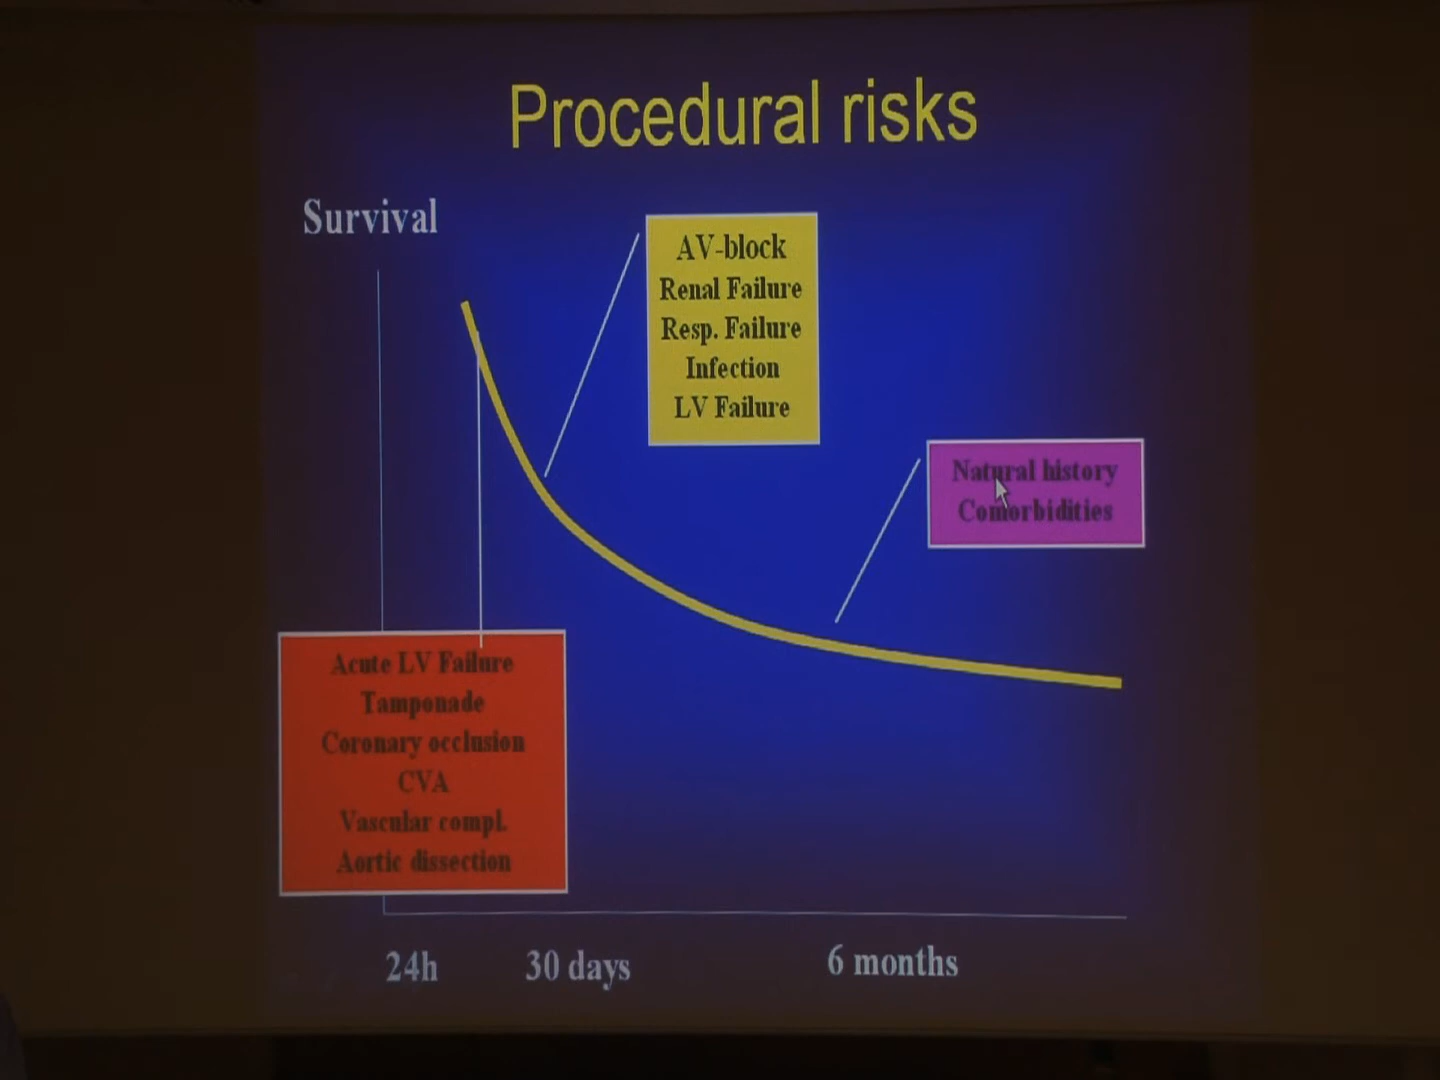 Procedural risks
Survival
AV-block
Renal Failure
Resp. Failure
Infection
LV Failure
Natural history
Comorbidities
Acute LV Failure
Tamponade
Coronary occlusion
CVA
Vascular compl.
Aortic dissection
24h
30 days
6 months